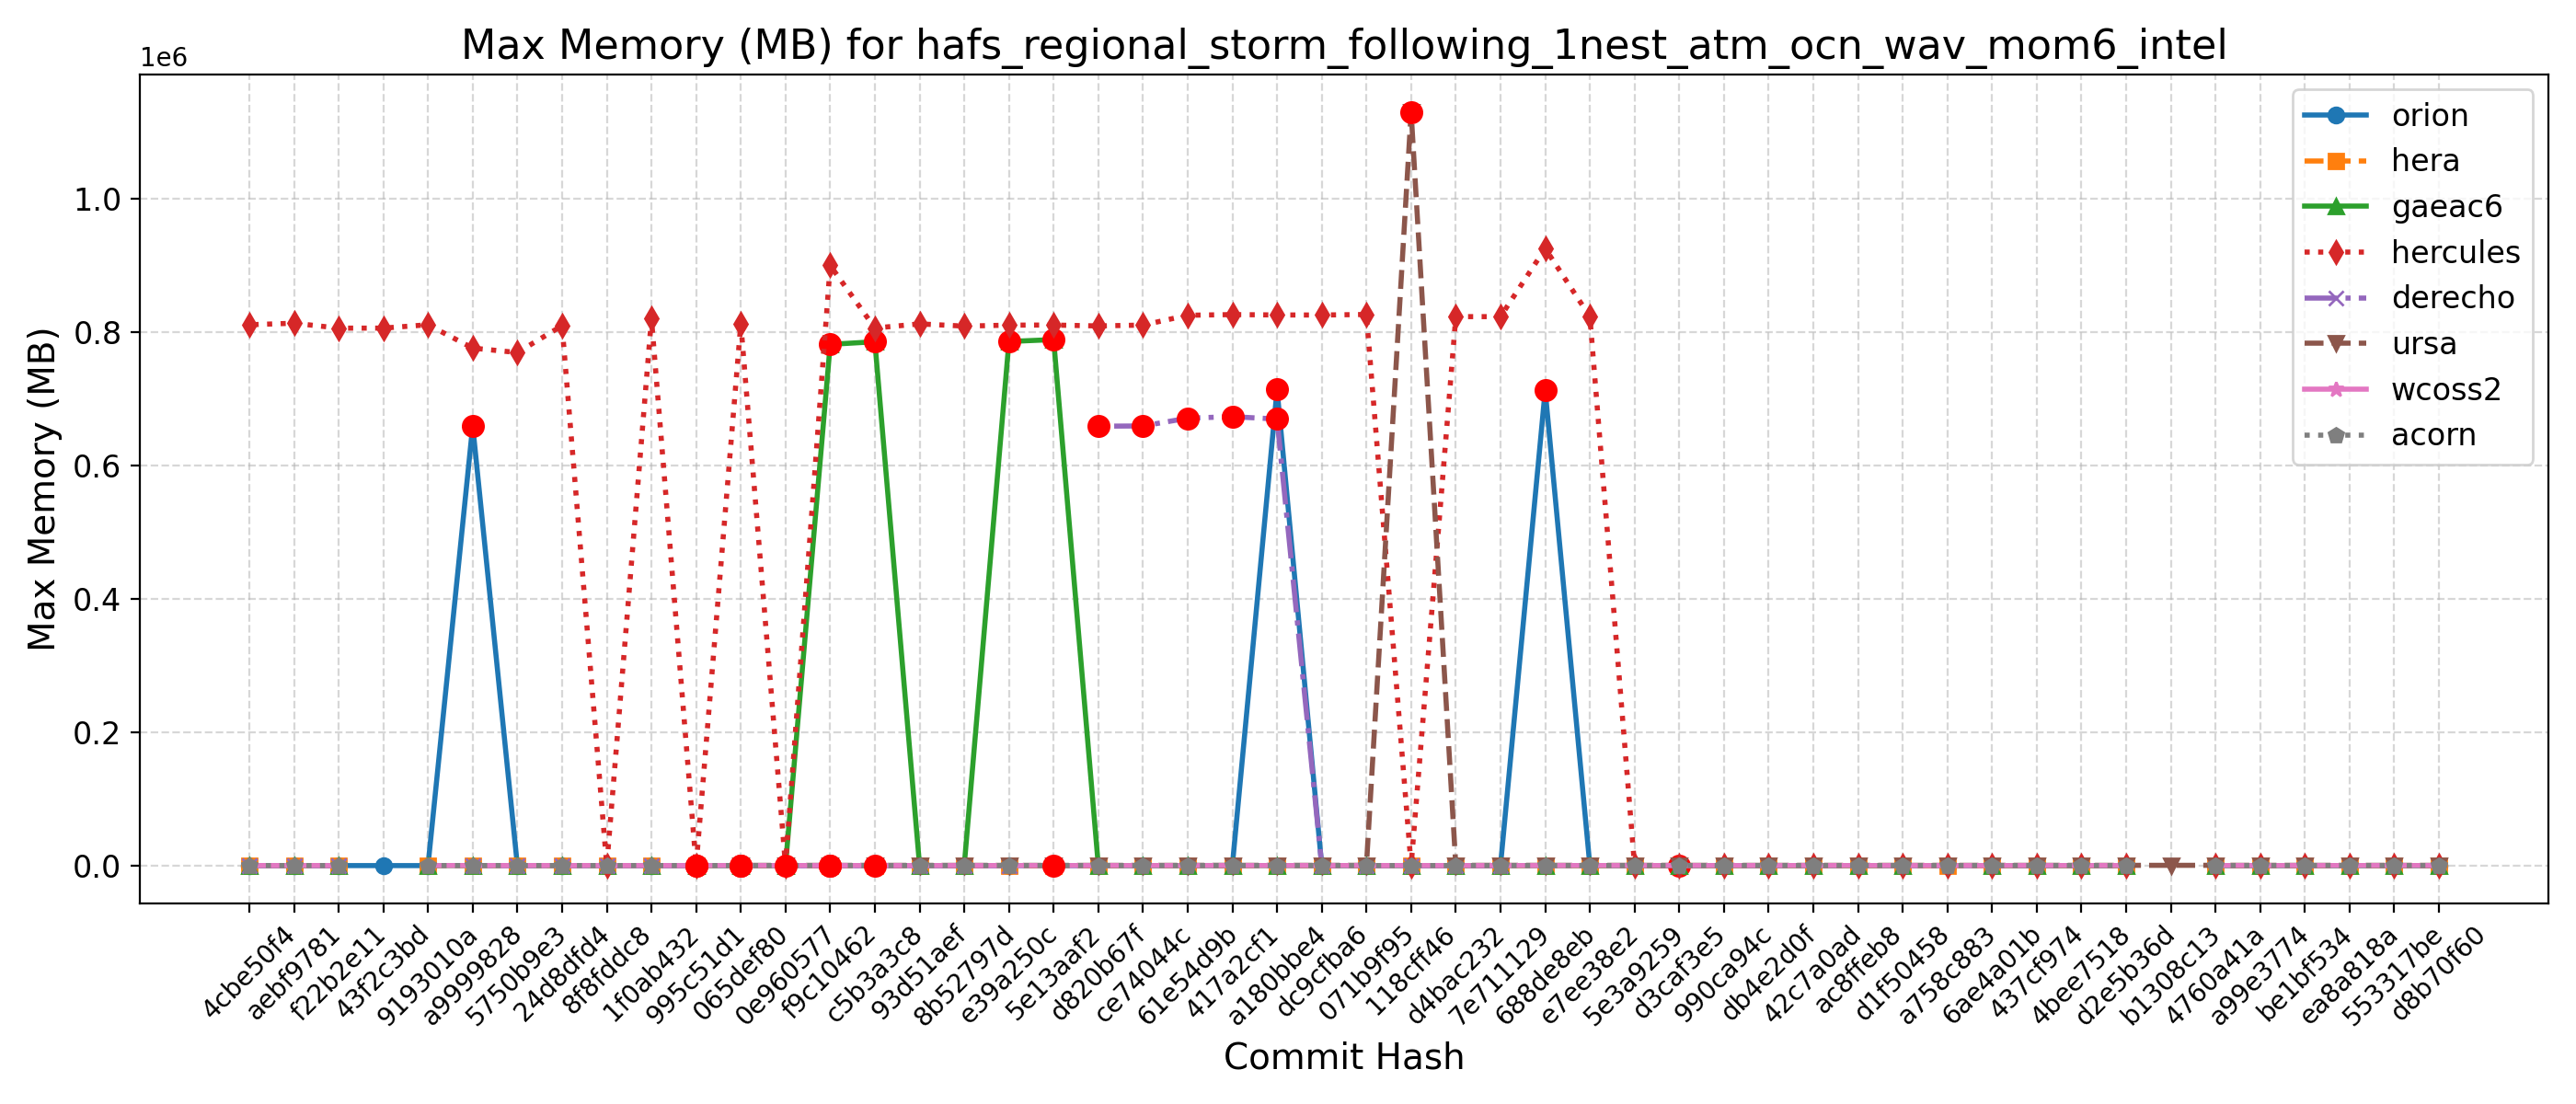 Max Memory (MB) for hafs_regional_storm_following_1nest_atm_ocn_wav_mom6_intel
1e6
1.0
0.8
0.6
0.4
0.2
0.0
Max Memory (MB)
orion
hera
gaeac6
hercules
derecho
ursa
wcoss2
acorn
4cbe50f4
aebf9781
f22b2e11
43f2c3bd
9193010a
a9999828
5750b9e3
24d8dfd4
8f8fddc8
1f0ab432
995c51d1
065def80
0e960577
f9c10462
c5b3a3c8
93d51aef
8b52797d
e39a250c
5e13aaf2
d820b67f
ce74044c
61e54d9b
417a2cf1
a180bbe4
dc9cfba6
071b9f95
118cff46
d4bac232
7e711129
688de8eb
e7ee38e2
5e3a9259
d3caf3e5
990ca94c
db4e2d0f
42c7a0ad
ac8ffeb8
d1f50458
a758c883
6ae4a01b
437cf974
4bee7518
d2e5b36d
b1308c13
4760a41a
a99e3774
be1bf534
ea8a818a
553317be
d8b70f60
Commit Hash